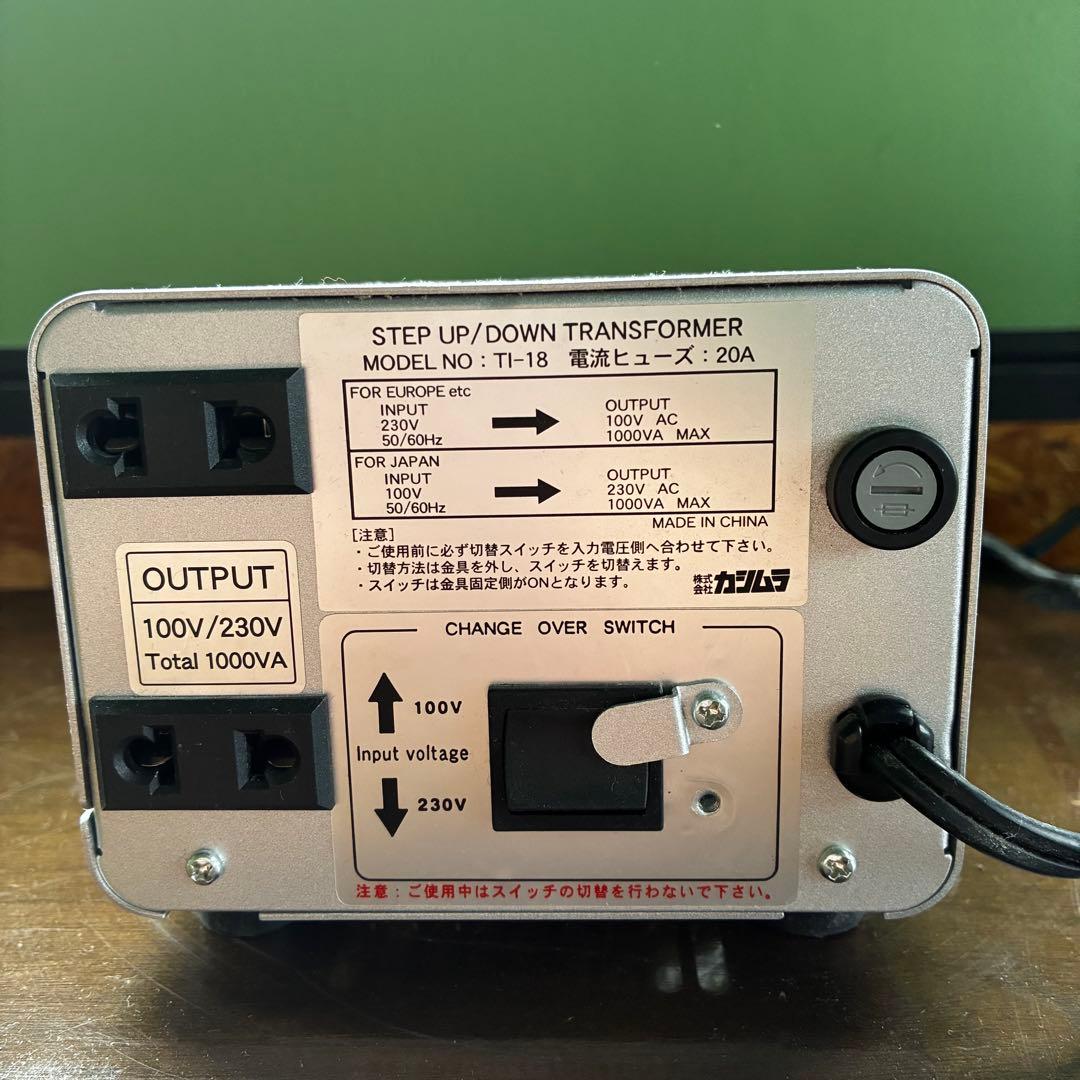 STEP UP/DOWN TRANSFORMER
MODEL NO : TI-18 電流ヒューズ : 20A
FOR EUROPE etc
INPUT
230V
50/60Hz
OUTPUT
100V AC
1000VA MAX
FOR JAPAN
INPUT
100V
50/60Hz
OUTPUT
230V AC
1000VA MAX
MADE IN CHINA
[注意]
・ご使用前に必ず切替スイッチを入力電圧側へ合わせて下さい。
・切替方法は金具を外し、スイッチを切替えます。
・スイッチは金具固定側がONとなります。
株式会社 カシムラ
OUTPUT
100V/230V
Total 1000VA
CHANGE OVER SWITCH
100V
Input voltage
230V
注意：ご使用中はスイッチの切替を行わないで下さい。